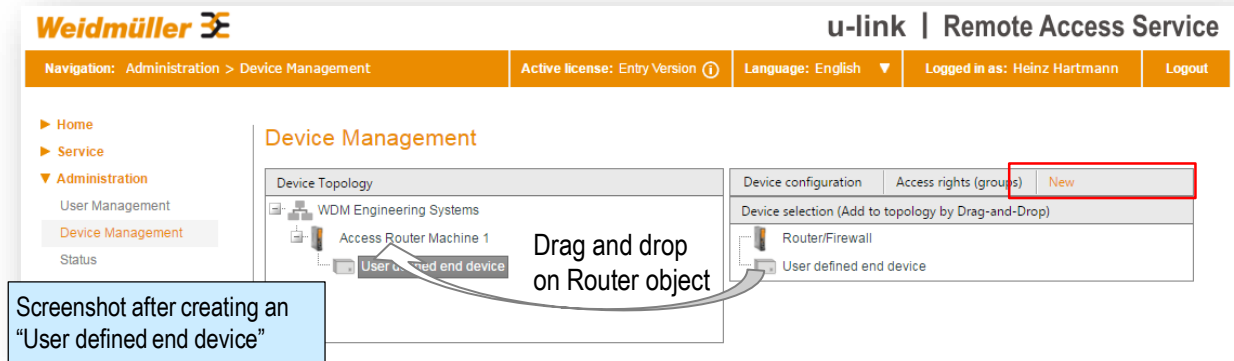 Weidmüller
u-link | Remote Access Service
Navigation: Administration > Device Management
Active license: Entry Version i
Language: English ▼
Logged in as: Heinz Hartmann
Logout
► Home
► Service
▼ Administration
User Management
Device Management
Status
Device Management
Device Topology
WDM Engineering Systems
Access Router Machine 1
User defined end device
Device configuration
Access rights (groups)
New
Device selection (Add to topology by Drag-and-Drop)
Router/Firewall
User defined end device
Drag and drop
on Router object
Screenshot after creating an
“User defined end device”